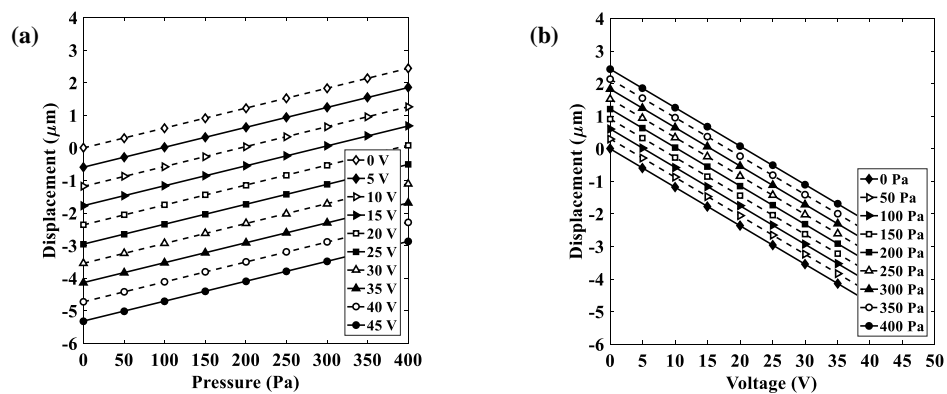 (a)
4
3
2
1
0
-1
-2
-3
-4
-5
-6
Displacement (μm)
0 50 100 150 200 250 300 350 400
Pressure (Pa)
0 V
5 V
10 V
15 V
20 V
25 V
30 V
35 V
40 V
45 V
(b)
4
3
2
1
0
-1
-2
-3
-4
-5
-6
Displacement (μm)
0 5 10 15 20 25 30 35 40 45 50
Voltage (V)
0 Pa
50 Pa
100 Pa
150 Pa
200 Pa
250 Pa
300 Pa
350 Pa
400 Pa